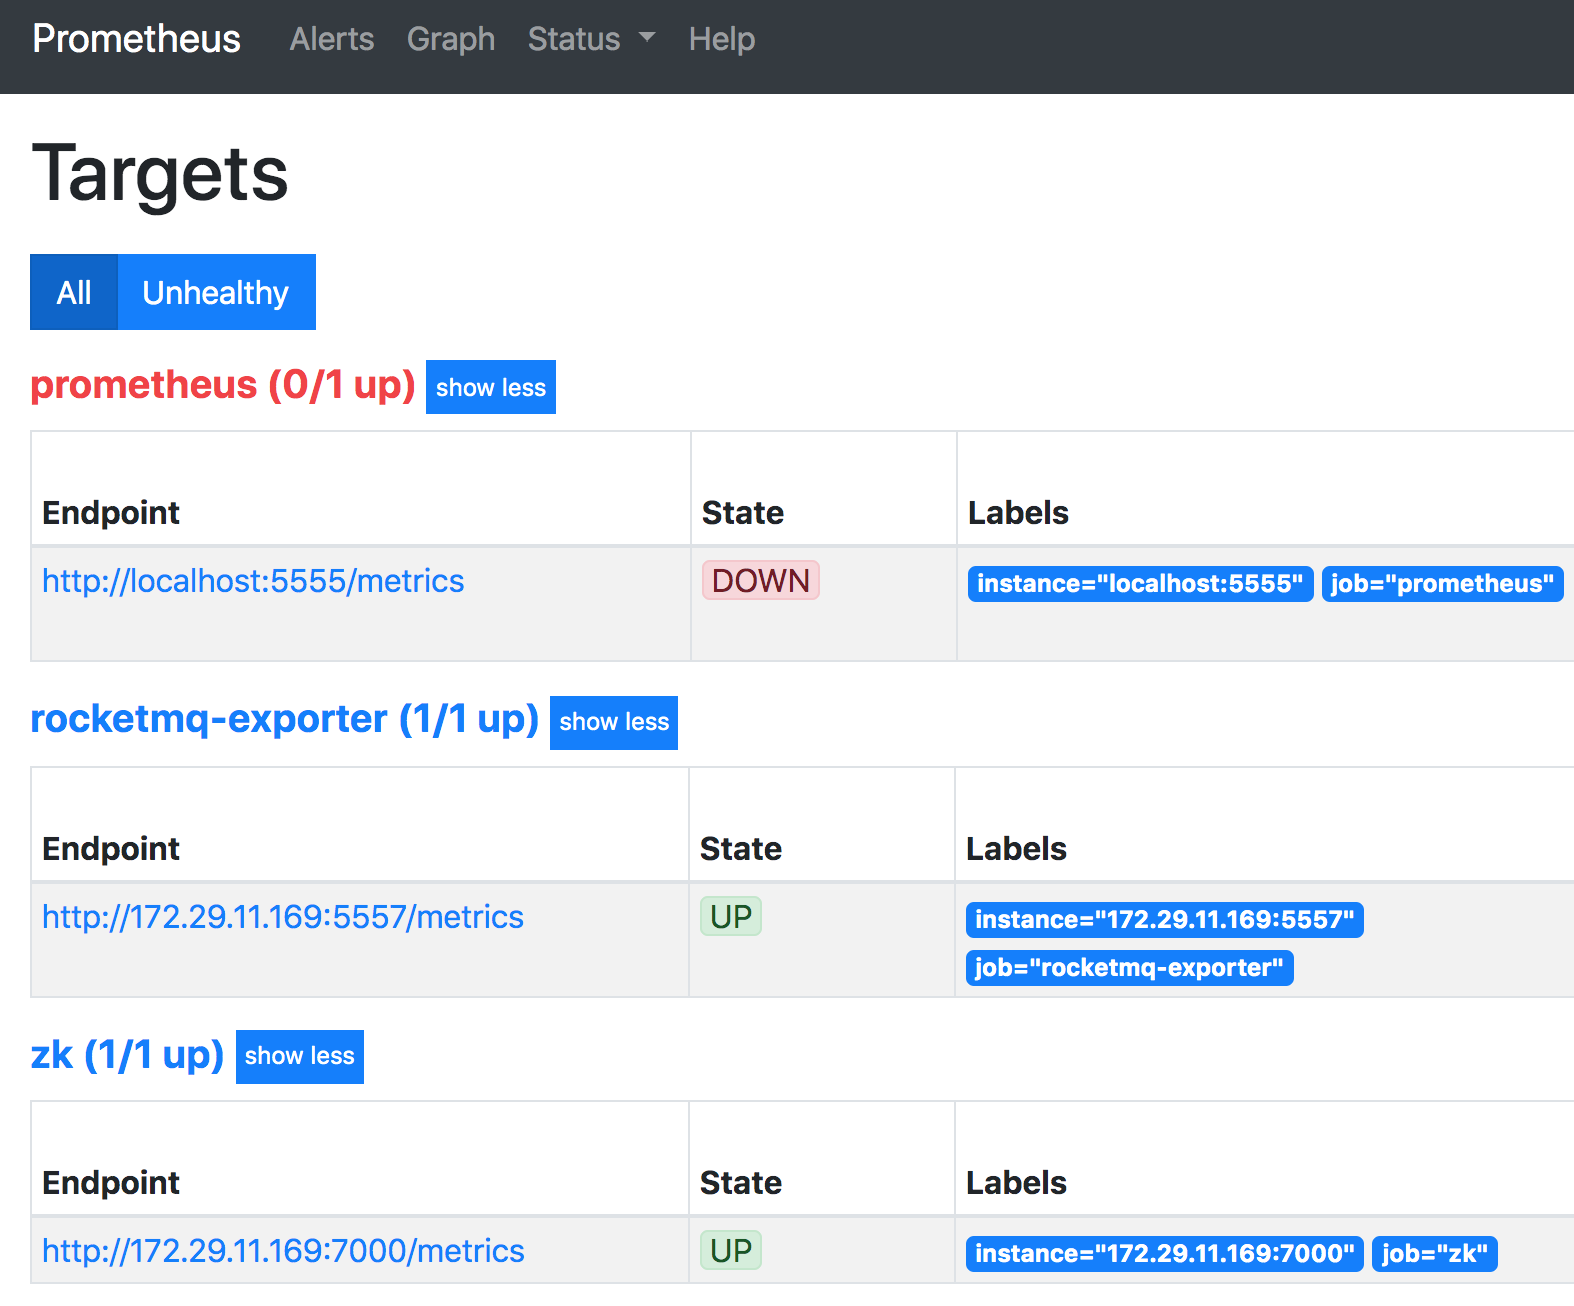 Prometheus Alerts Graph Status Help
Targets
All Unhealthy
prometheus (0/1 up) show less
Endpoint State Labels
http://localhost:5555/metrics DOWN instance="localhost:5555" job="prometheus"
rocketmq-exporter (1/1 up) show less
Endpoint State Labels
http://172.29.11.169:5557/metrics UP instance="172.29.11.169:5557"
job="rocketmq-exporter"
zk (1/1 up) show less
Endpoint State Labels
http://172.29.11.169:7000/metrics UP instance="172.29.11.169:7000" job="zk"